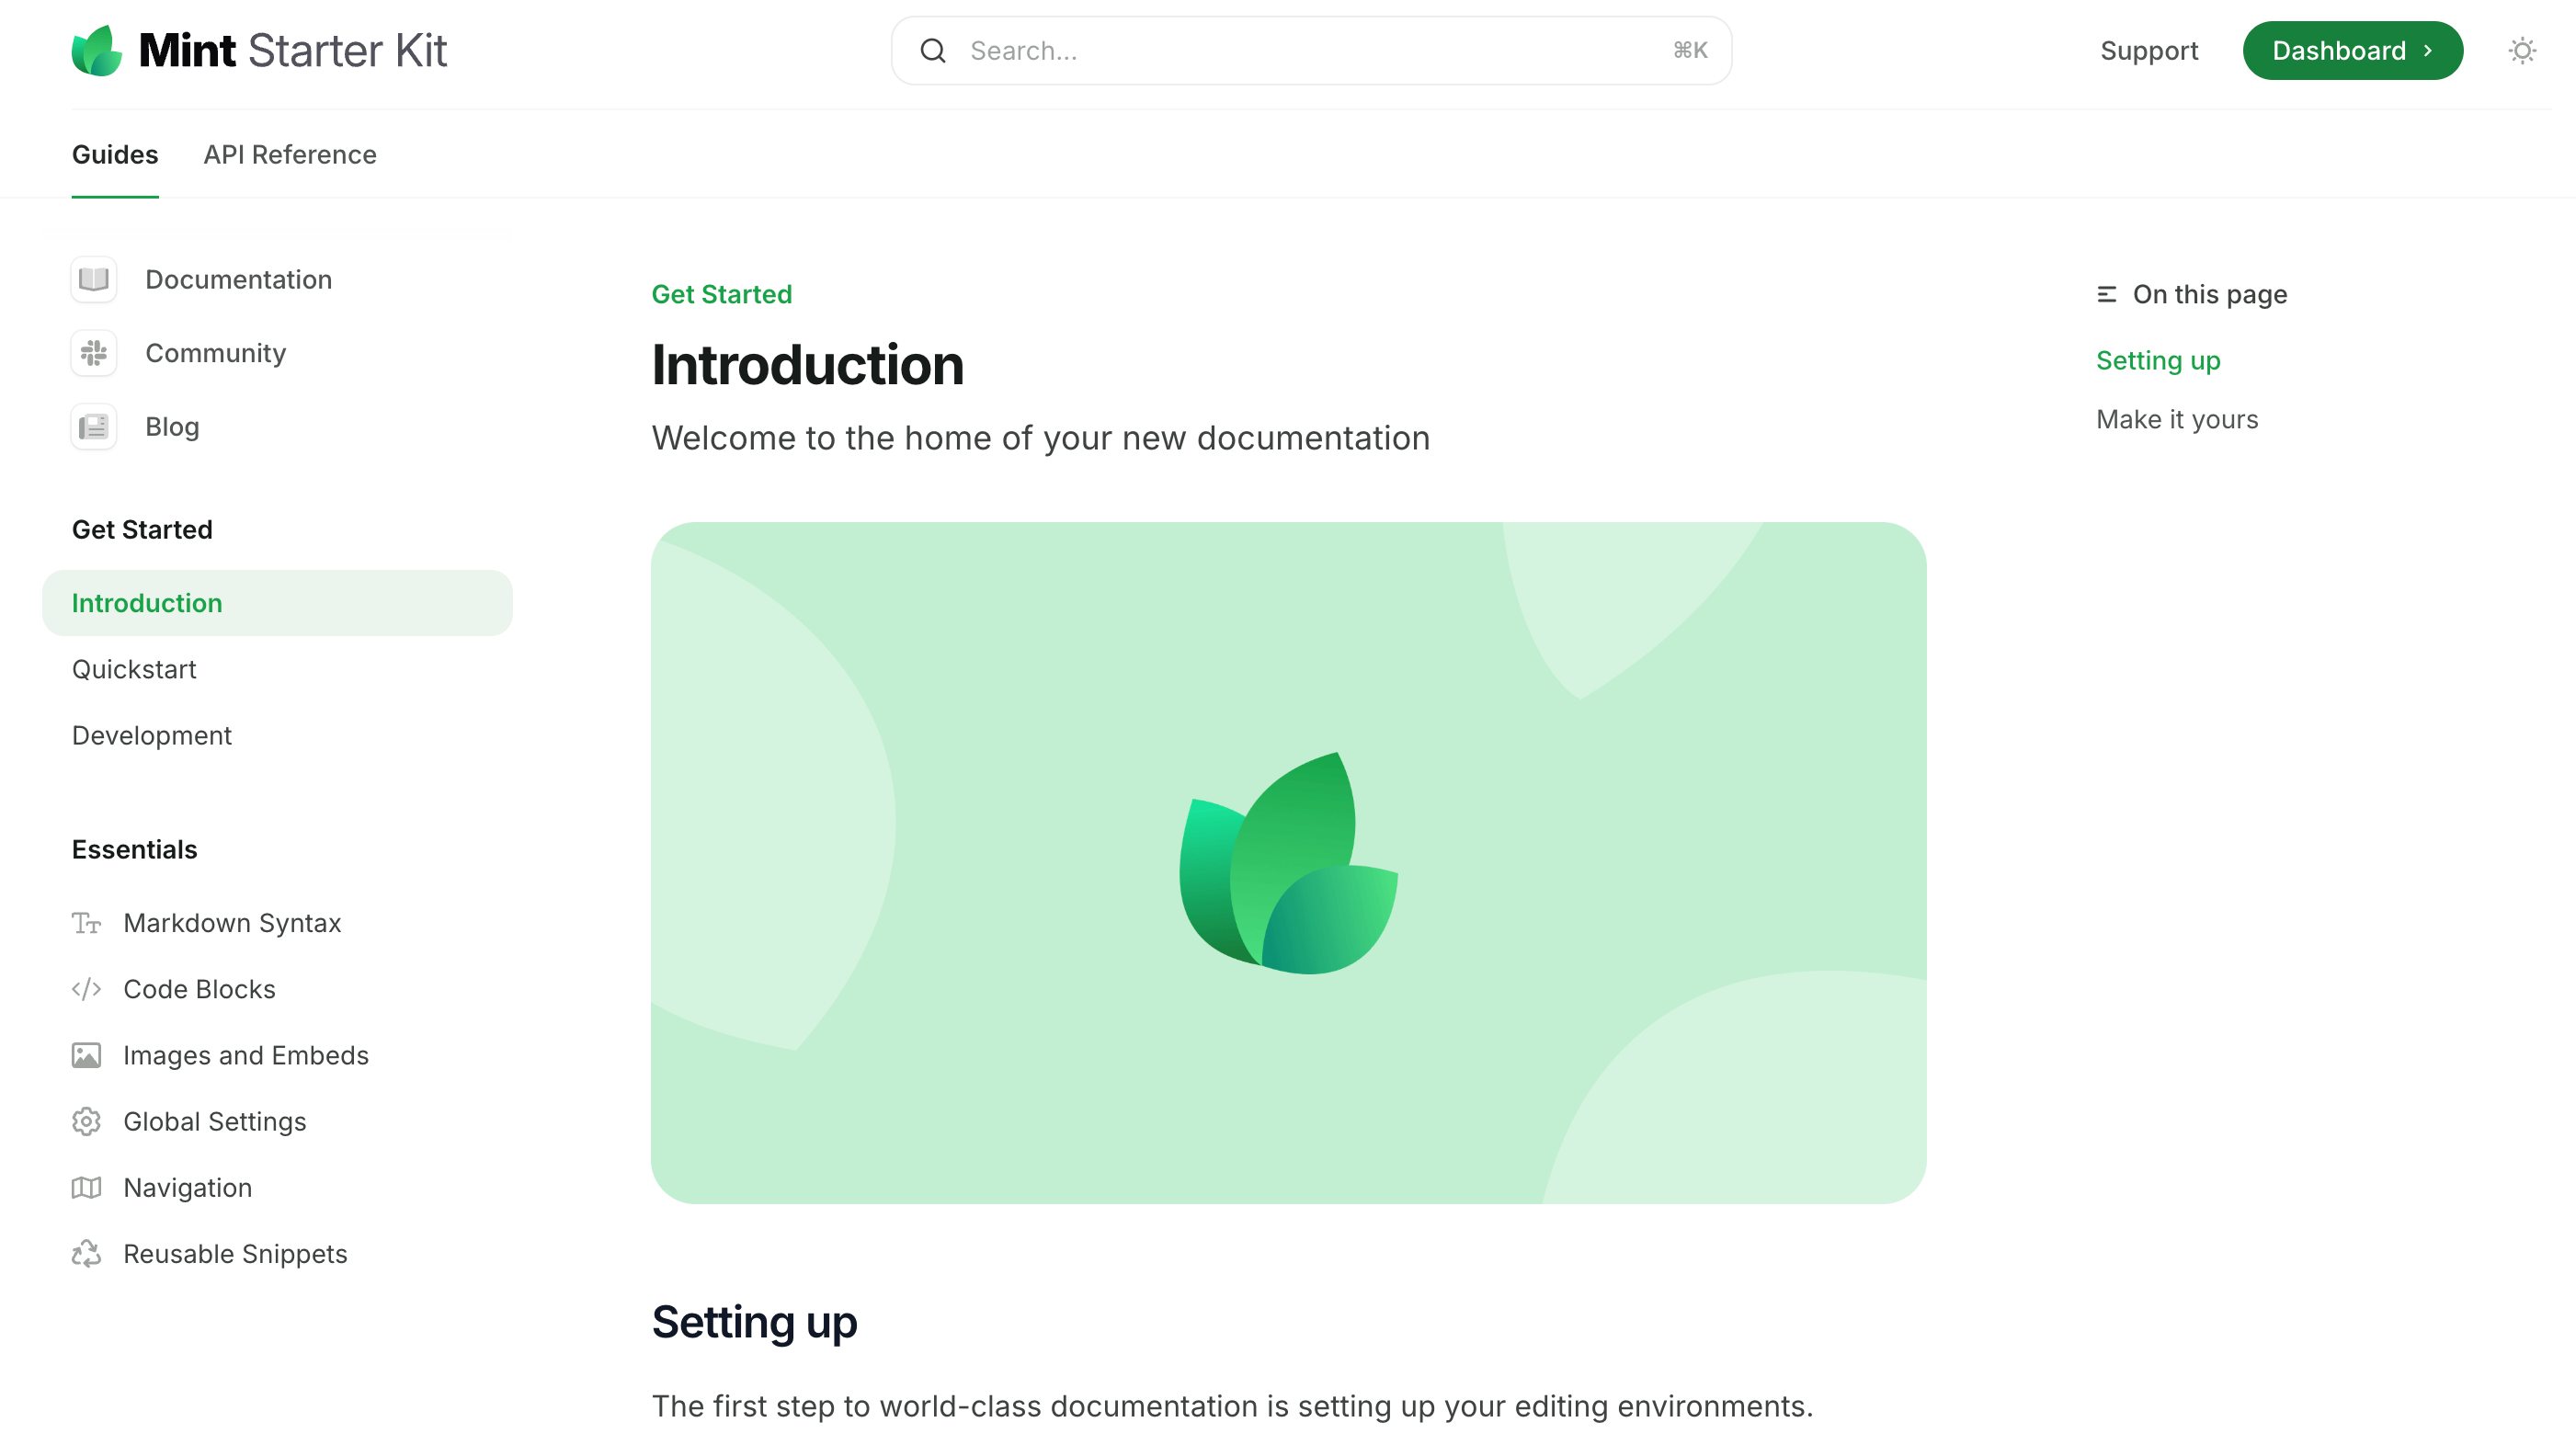 Mint Starter Kit
Search...
⌘K
Support
Dashboard
Guides
API Reference
Documentation
Community
Blog
Get Started
Introduction
Quickstart
Development
Essentials
Markdown Syntax
Code Blocks
Images and Embeds
Global Settings
Navigation
Reusable Snippets
Get Started
Introduction
Welcome to the home of your new documentation
Setting up
The first step to world-class documentation is setting up your editing environments.
On this page
Setting up
Make it yours